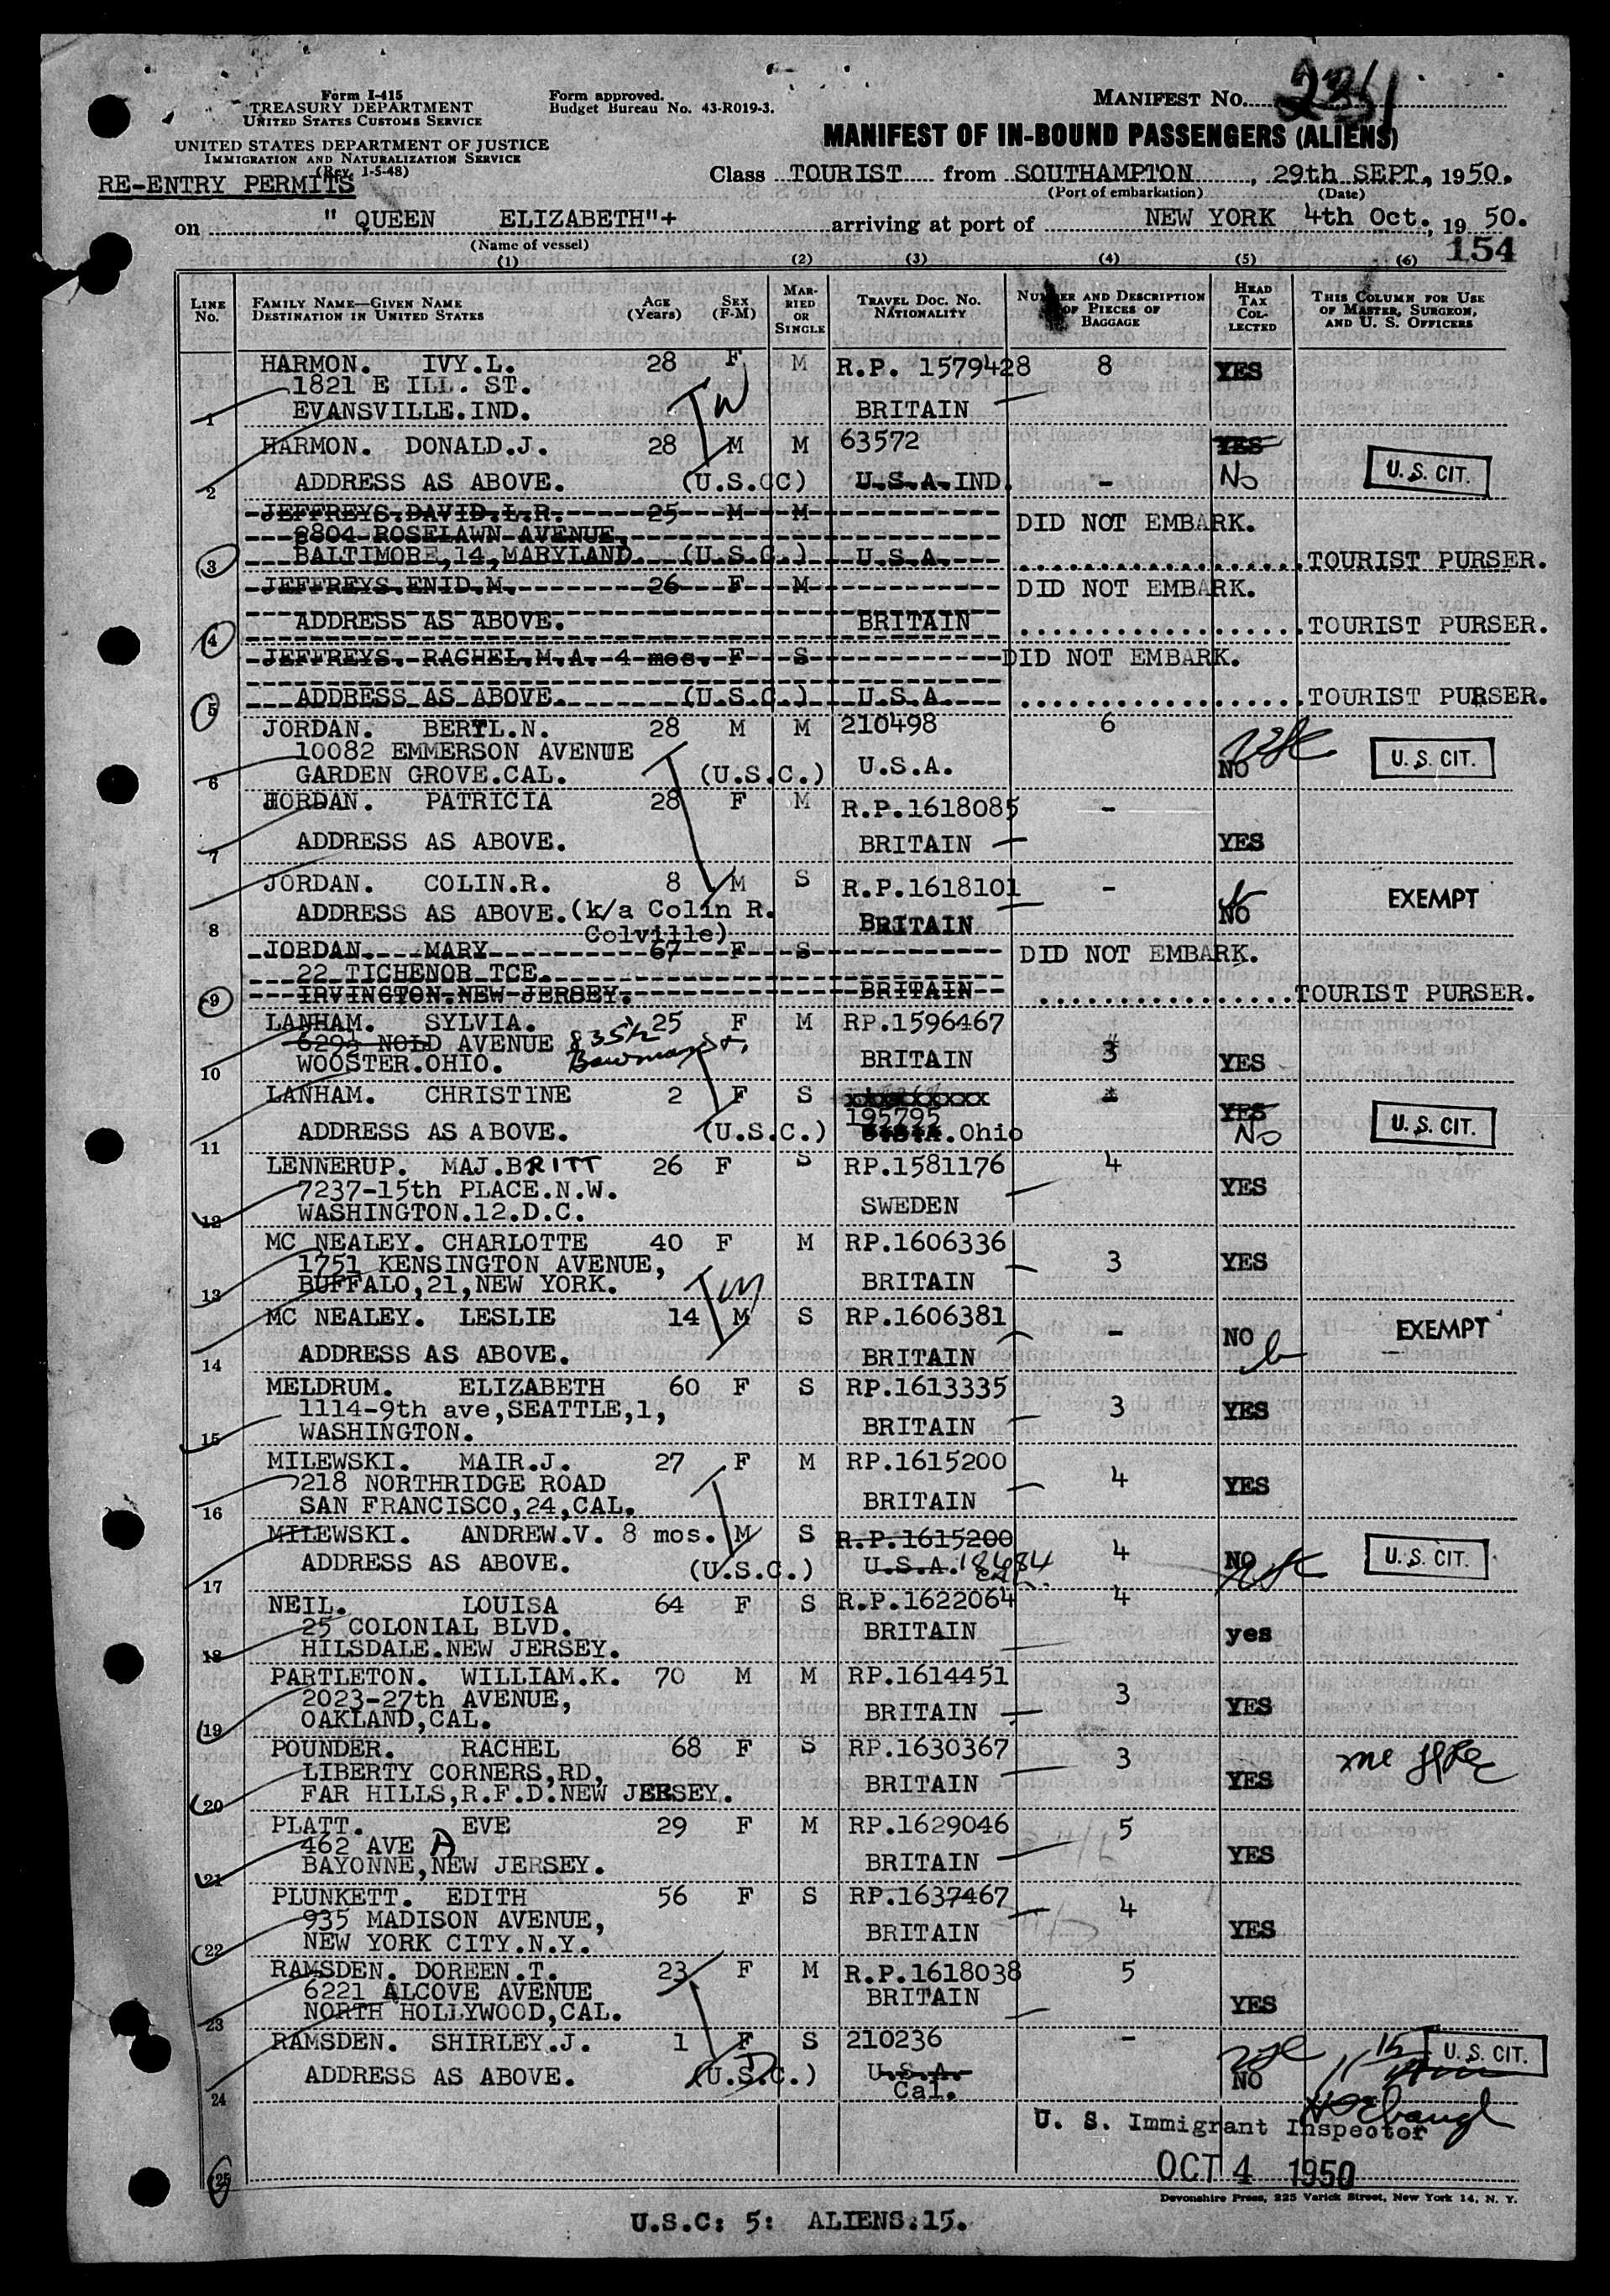 Form I-415
TREASURY DEPARTMENT
UNITED STATES CUSTOMS SERVICE
UNITED STATES DEPARTMENT OF JUSTICE
IMMIGRATION AND NATURALIZATION SERVICE
(Rev. 1-5-48)
RE-ENTRY PERMITS
Form approved.
Budget Bureau No. 43-R019-3.
MANIFEST No. 231
MANIFEST OF IN-BOUND PASSENGERS (ALIENS)
Class TOURIST from SOUTHAMPTON, 29th SEPT, 1950.
(Port of embarkation) (Date)
on " QUEEN ELIZABETH"+ arriving at port of NEW YORK 4th Oct., 1950.
(Name of vessel)
154
(1) (2) (3) (4) (5) (6)
LINE No. FAMILY NAME—GIVEN NAME DESTINATION IN UNITED STATES AGE (Years) SEX (F-M) MARRIED OR SINGLE TRAVEL DOC. NO. NATIONALITY NUMBER AND DESCRIPTION OF PIECES OF BAGGAGE HEAD TAX COLLECTED THIS COLUMN FOR USE OF MASTER, SURGEON, AND U. S. OFFICERS
HARMON. IVY.L. 28 F M R.P. 1579428 8 YES
1821 E ILL. ST.
1 EVANSVILLE.IND. W BRITAIN
HARMON. DONALD.J. 28 M M 63572 YES
2 ADDRESS AS ABOVE. (U.S.CC) U.S.A.IND. - No U. S. CIT.
JEFFREYS.DAVID.L.R. 25 M M DID NOT EMBARK.
3804 ROSELAWN AVENUE,
3 BALTIMORE,14,MARYLAND. (U.S.C.) U.S.A. TOURIST PURSER.
JEFFREYS.ENID.M. 26 F M DID NOT EMBARK.
4 ADDRESS AS ABOVE. BRITAIN TOURIST PURSER.
JEFFREYS. RACHEL.M.A. 4 mos. F S DID NOT EMBARK.
5 ADDRESS AS ABOVE. (U.S.C.) U.S.A. TOURIST PURSER.
JORDAN. BERTL.N. 28 M M 210498 6
10082 EMMERSON AVENUE
6 GARDEN GROVE.CAL. (U.S.C.) U.S.A. NO U. S. CIT.
JORDAN. PATRICIA 28 F M R.P.1618085 -
7 ADDRESS AS ABOVE. BRITAIN YES
JORDAN. COLIN.R. 8 M S R.P.1618101 - EXEMPT
8 ADDRESS AS ABOVE.(k/a Colin R. Colville) BRITAIN NO
JORDAN. MARY 67 F S DID NOT EMBARK.
22 TICHENOR TCE.
9 IRVINGTON.NEW JERSEY. BRITAIN TOURIST PURSER.
LANHAM. SYLVIA. 25 F M RP.1596467
AVENUE 835½ Bowman St. 3
10 WOOSTER.OHIO. BRITAIN YES
LANHAM. CHRISTINE 2 F S 195795 YES
11 ADDRESS AS ABOVE. (U.S.C.) U.S.A.Ohio No U. S. CIT.
LENNERUP. MAJ.BRITT 26 F S RP.1581176 4
7237-15th PLACE.N.W. YES
12 WASHINGTON.12.D.C. SWEDEN
MC NEALEY. CHARLOTTE 40 F M RP.1606336
1751 KENSINGTON AVENUE, 3 YES
13 BUFFALO,21,NEW YORK. BRITAIN
MC NEALEY. LESLIE 14 M S RP.1606381 EXEMPT
14 ADDRESS AS ABOVE. BRITAIN - NO
MELDRUM. ELIZABETH 60 F S RP.1613335
1114-9th ave,SEATTLE,1, 3 YES
15 WASHINGTON. BRITAIN
MILEWSKI. MAIR.J. 27 F M RP.1615200
218 NORTHRIDGE ROAD 4 YES
16 SAN FRANCISCO,24,CAL. BRITAIN
MILEWSKI. ANDREW.V. 8 mos. M S R.P.1615200 4
17 ADDRESS AS ABOVE. (U.S.C.) U.S.A. 18484 NO U. S. CIT.
NEIL. LOUISA 64 F S R.P.1622064 4
25 COLONIAL BLVD. BRITAIN yes
18 HILSDALE.NEW JERSEY.
PARTLETON. WILLIAM.K. 70 M M RP.1614451
2023-27th AVENUE, 3
19 OAKLAND,CAL. BRITAIN YES
POUNDER. RACHEL 68 F S RP.1630367 3
LIBERTY CORNERS,RD,
20 FAR HILLS,R.F.D.NEW JERSEY. BRITAIN YES
PLATT. EVE 29 F M RP.1629046 5
462 AVE A
21 BAYONNE,NEW JERSEY. BRITAIN YES
PLUNKETT. EDITH 56 F S RP.1637467 4
935 MADISON AVENUE,
22 NEW YORK CITY.N.Y. BRITAIN YES
RAMSDEN. DOREEN.T. 23 F M R.P.1618038 5
6221 ALCOVE AVENUE BRITAIN
23 NORTH HOLLYWOOD,CAL. YES
RAMSDEN. SHIRLEY.J. 1 F S 210236 -
24 ADDRESS AS ABOVE. (U.S.C.) U.S.A. Cal. NO U. S. CIT.
U. S. Immigrant Inspector
25 OCT 4 1950
Devonshire Press, 225 Varick Street, New York 14, N. Y.
U.S.C: 5: ALIENS:15.